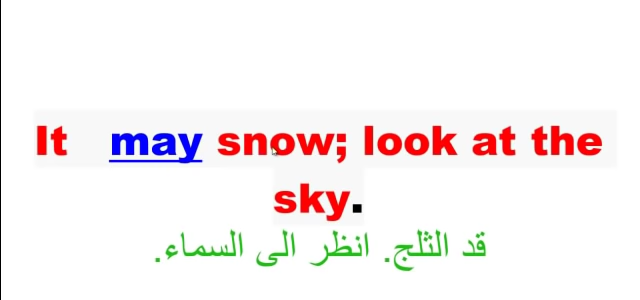 It may snow; look at the
sky.
قد الثلج. انظر الى السماء.